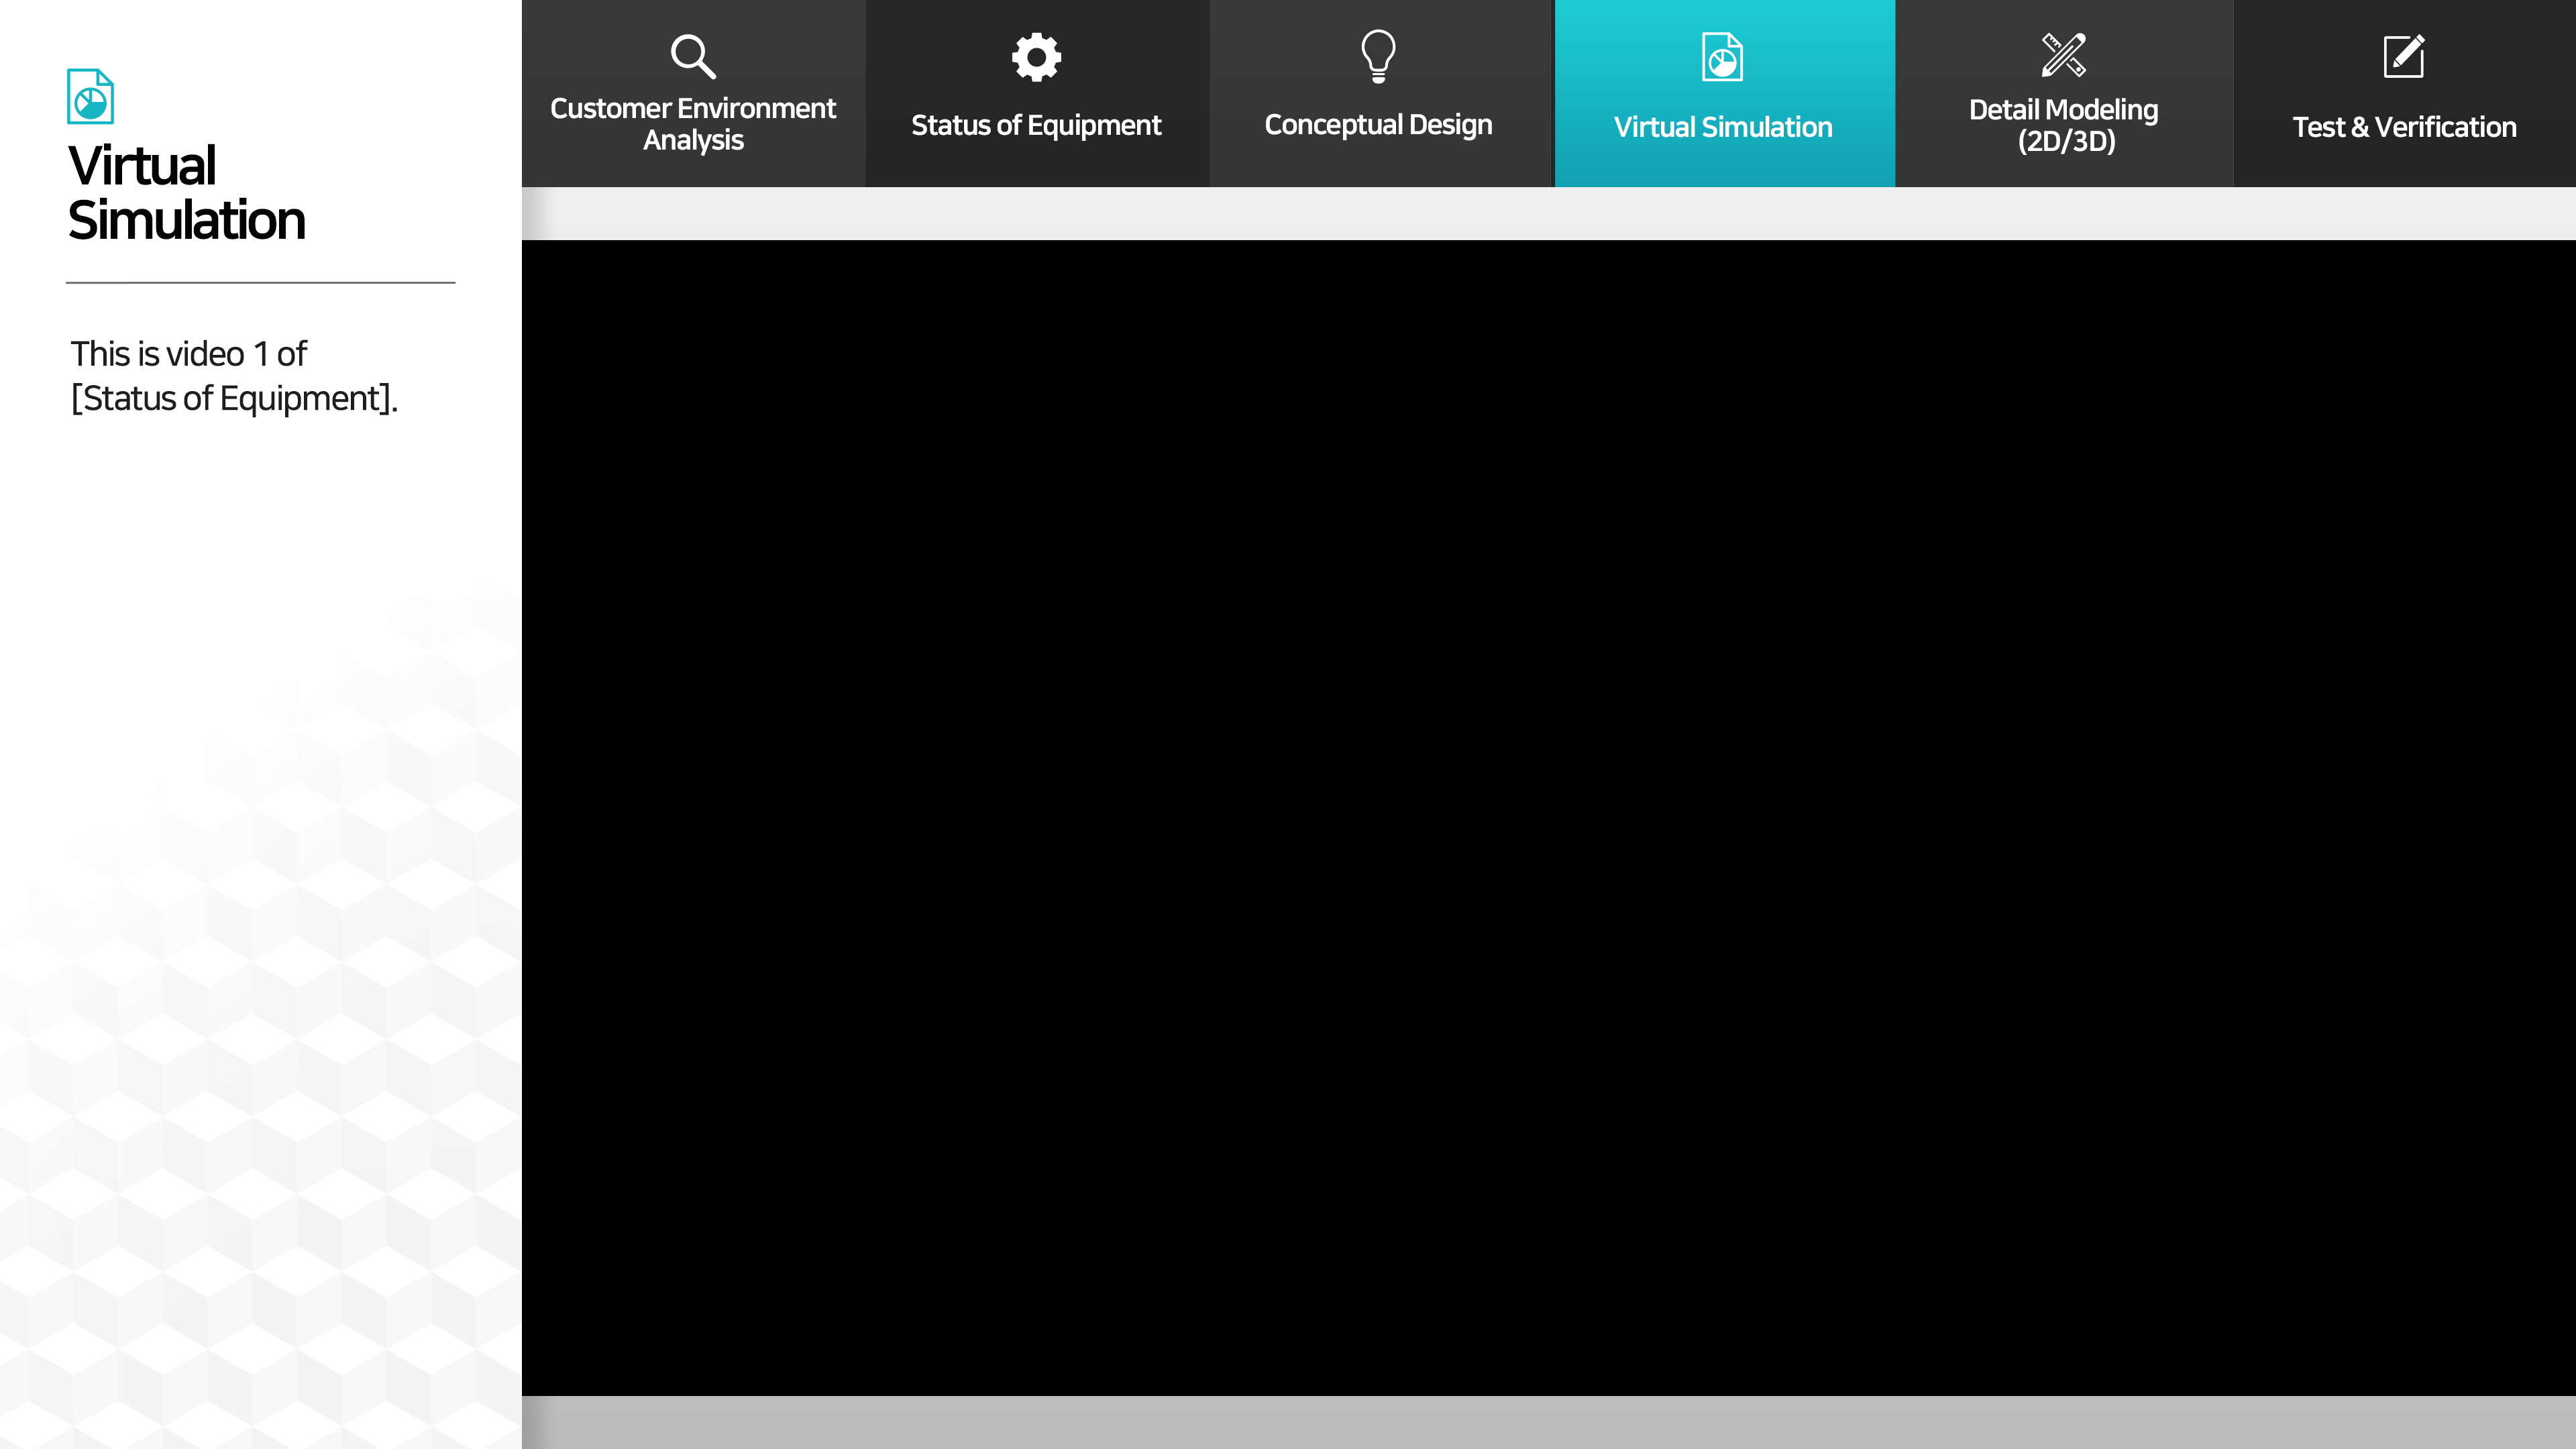 Virtual
Simulation
This is video 1 of
[Status of Equipment].
Customer Environment
Analysis
Status of Equipment
Conceptual Design
Virtual Simulation
Detail Modeling
(2D/3D)
Test & Verification